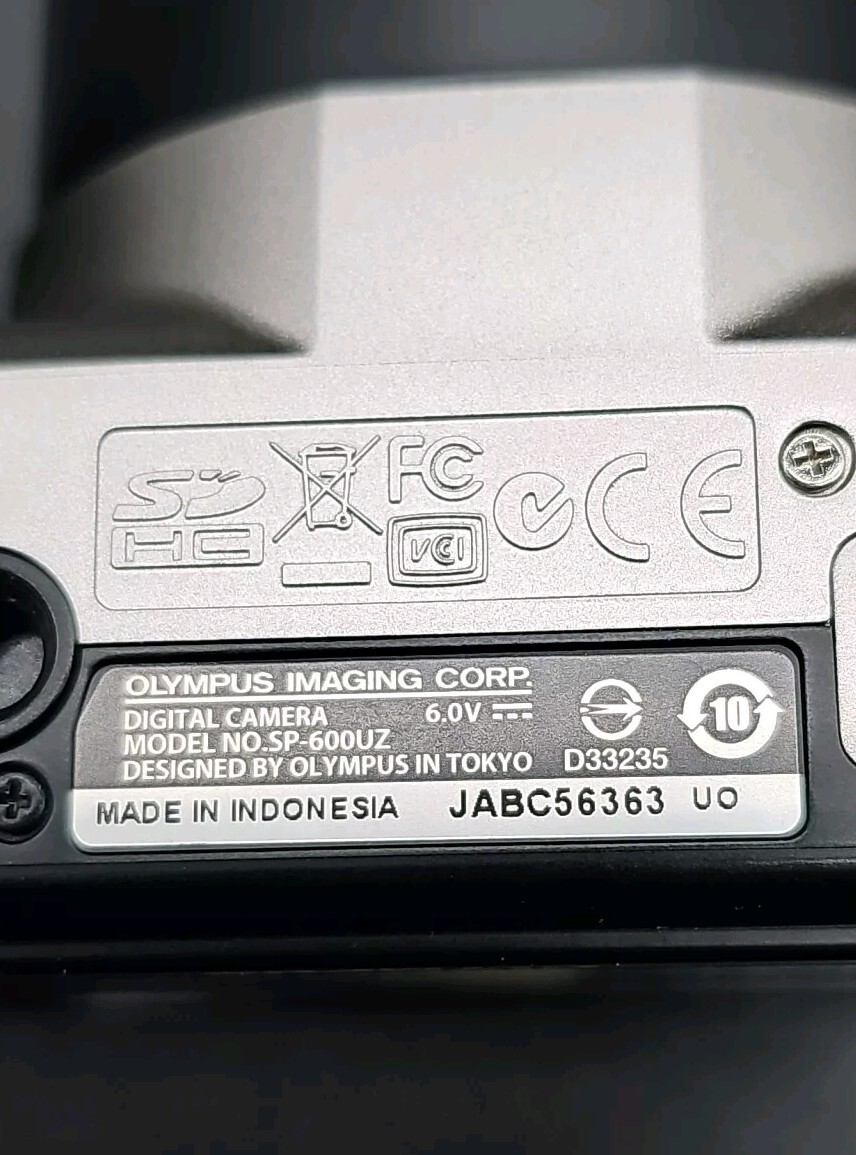 SD FC
HC VCI CE
OLYMPUS IMAGING CORP.
DIGITAL CAMERA 6.0V
MODEL NO.SP-600UZ
DESIGNED BY OLYMPUS IN TOKYO D33235
10
MADE IN INDONESIA JABC56363 UO